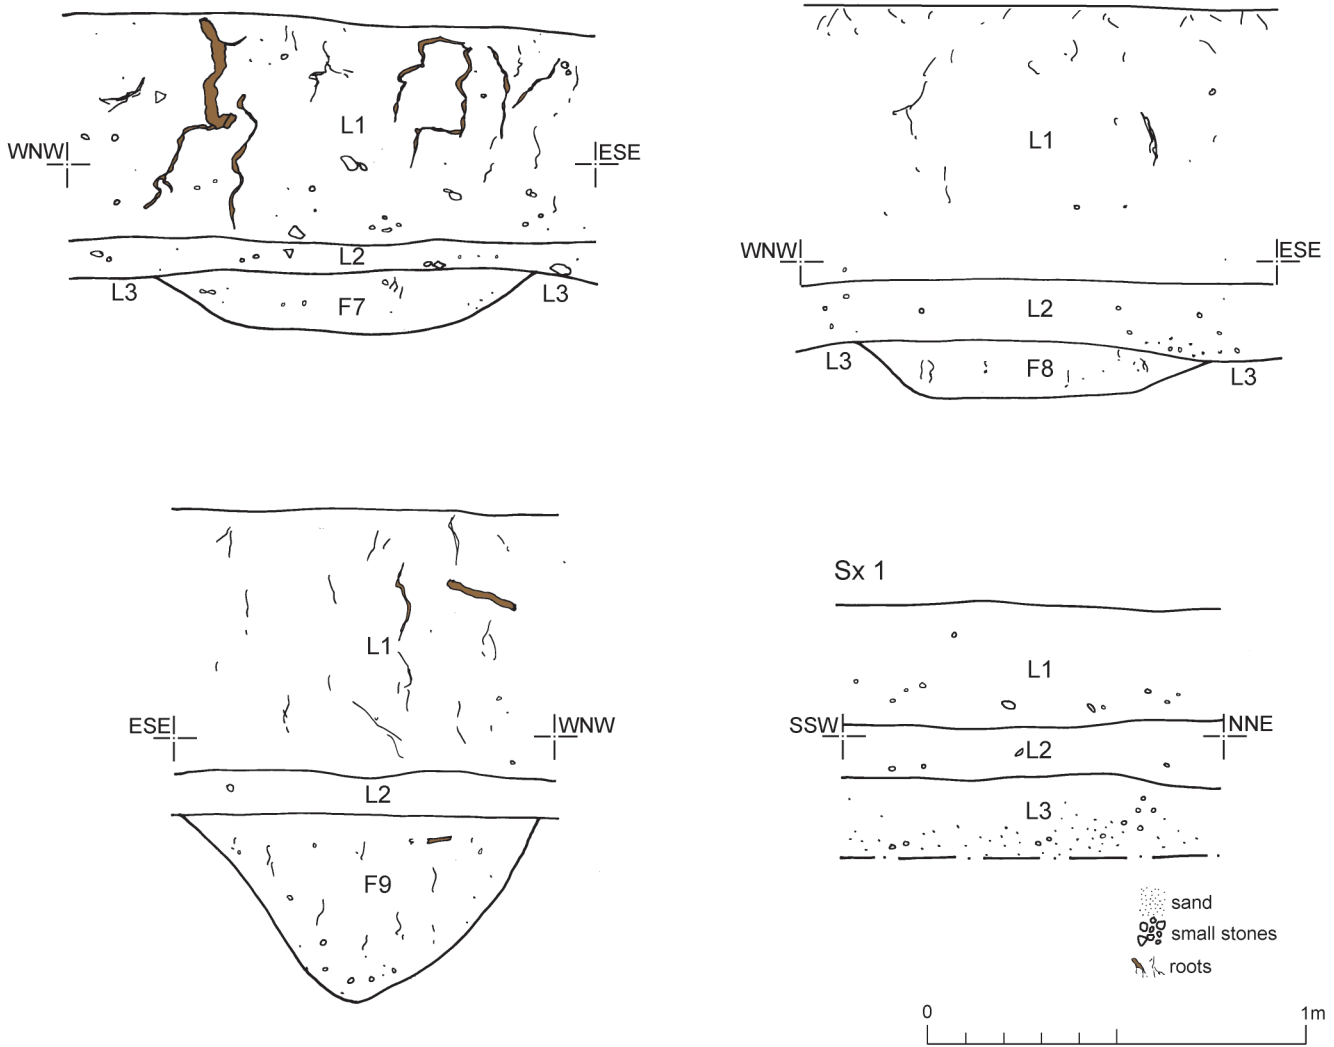 L1
WNW
ESE
L2
L3
F7
L3
L1
WNW
ESE
L2
L3
F8
L3
L1
ESE
WNW
L2
F9
Sx 1
L1
SSW
NNE
L2
L3
sand
small stones
roots
0
1m